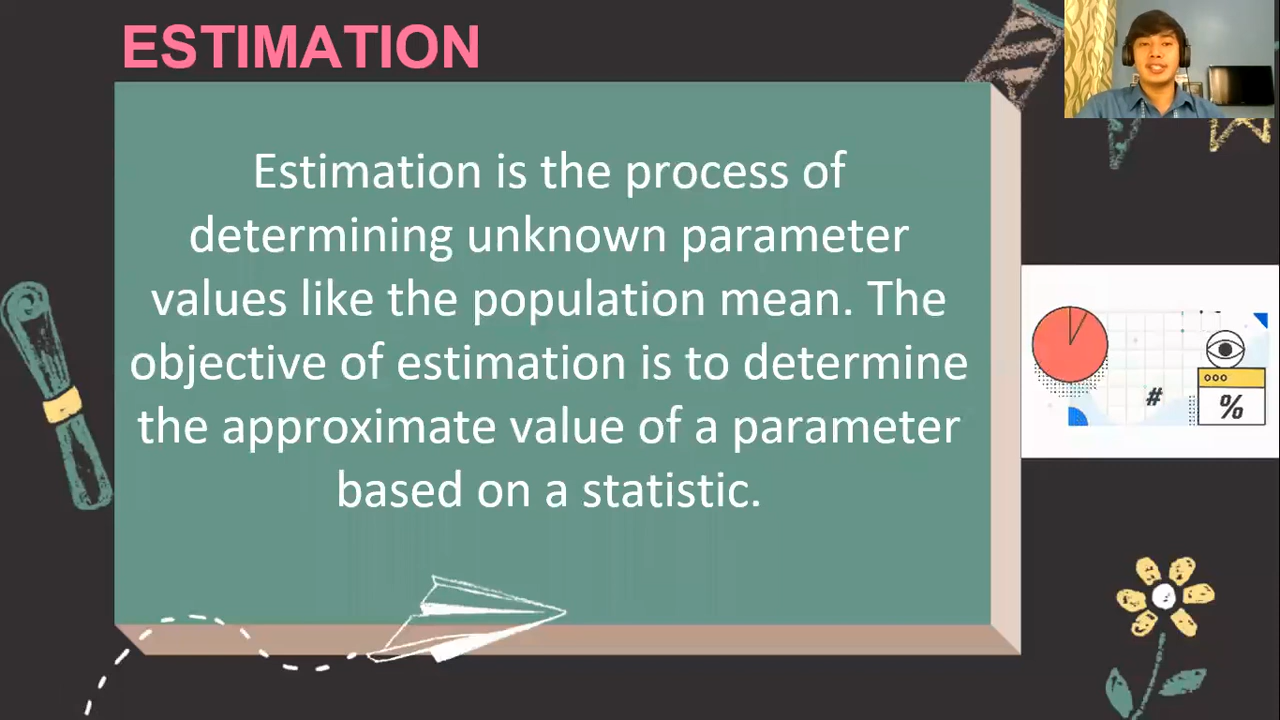 ESTIMATION
Estimation is the process of
determining unknown parameter
values like the population mean. The
objective of estimation is to determine
the approximate value of a parameter
based on a statistic.
#
%